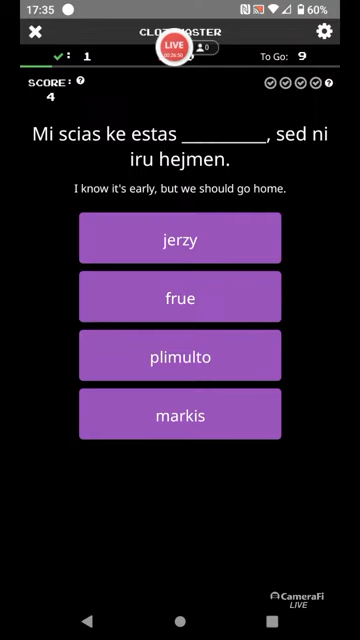 17:35
60%
LIVE
0
: 1
To Go: 9
SCORE: ?
4
?
Mi scias ke estas __________, sed ni
iru hejmen.
I know it's early, but we should go home.
jerzy
frue
plimulto
markis
CameraFi
LIVE